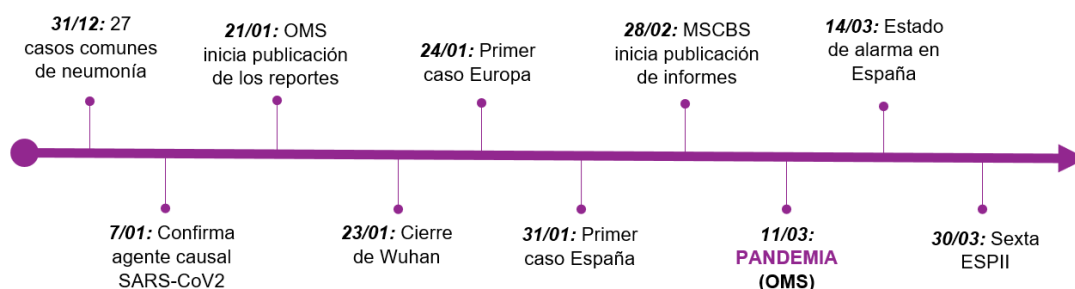 31/12: 27
casos comunes
de neumonía
7/01: Confirma
agente causal
SARS-CoV2
21/01: OMS
inicia publicación
de los reportes
23/01: Cierre
de Wuhan
24/01: Primer
caso Europa
31/01: Primer
caso España
28/02: MSCBS
inicia publicación
de informes
11/03:
PANDEMIA
(OMS)
14/03: Estado
de alarma en
España
30/03: Sexta
ESPII